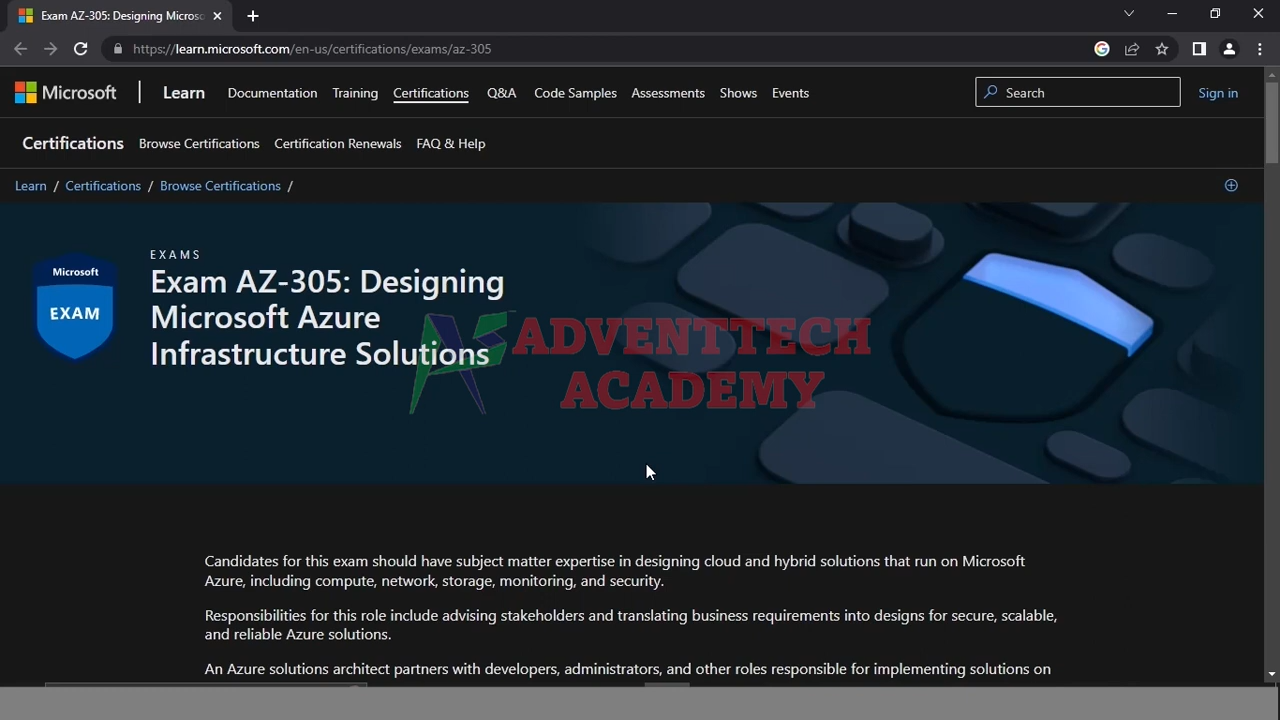 Exam AZ-305: Designing Microso
https://learn.microsoft.com/en-us/certifications/exams/az-305
Microsoft Learn Documentation Training Certifications Q&A Code Samples Assessments Shows Events Search Sign in
Certifications Browse Certifications Certification Renewals FAQ & Help
Learn / Certifications / Browse Certifications /
Microsoft
EXAM
EXAMS
Exam AZ-305: Designing
Microsoft Azure
Infrastructure Solutions
ADVENTTECH
ACADEMY
Candidates for this exam should have subject matter expertise in designing cloud and hybrid solutions that run on Microsoft
Azure, including compute, network, storage, monitoring, and security.
Responsibilities for this role include advising stakeholders and translating business requirements into designs for secure, scalable,
and reliable Azure solutions.
An Azure solutions architect partners with developers, administrators, and other roles responsible for implementing solutions on